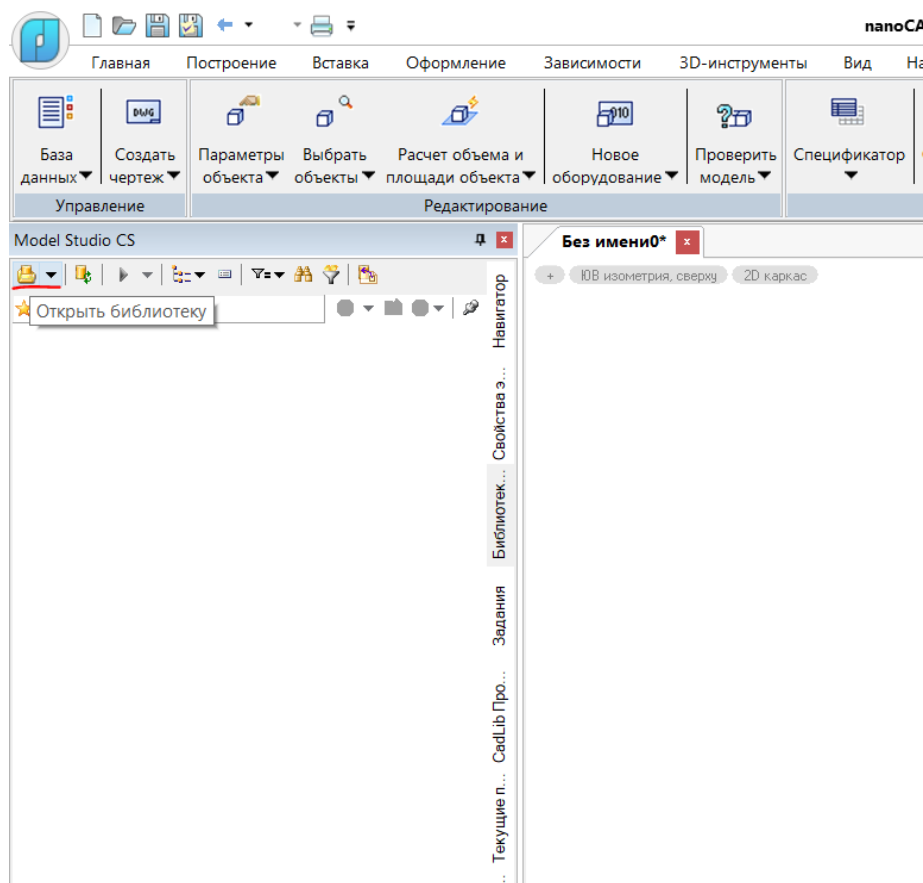 nanoCA
Главная Построение Вставка Оформление Зависимости 3D-инструменты Вид На
DWG
010
База данных
Создать чертеж
Параметры объекта
Выбрать объекты
Расчет объема и площади объекта
Новое оборудование
Проверить модель
Спецификатор
Управление
Редактирование
Model Studio CS
Без имени0*
+ ЮВ изометрия, сверху 2D каркас
Открыть библиотеку
Навигатор
Свойства э...
Библиотек...
Задания
CadLib Про...
Текущие п...
...